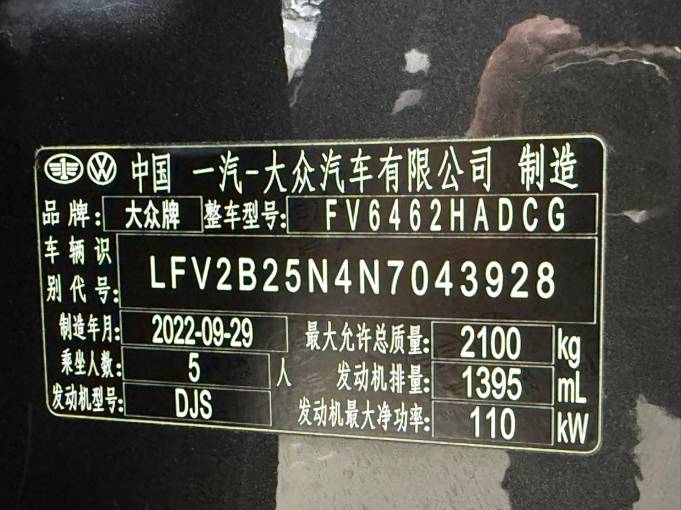 中国 一汽-大众汽车有限公司 制造
品牌: 大众牌 整车型号: FV6462HADCG
车辆识别代号: LFV2B25N4N7043928
制造年月: 2022-09-29 最大允许总质量: 2100 kg
乘坐人数: 5 人 发动机排量: 1395 mL
发动机型号: DJS 发动机最大净功率: 110 kW